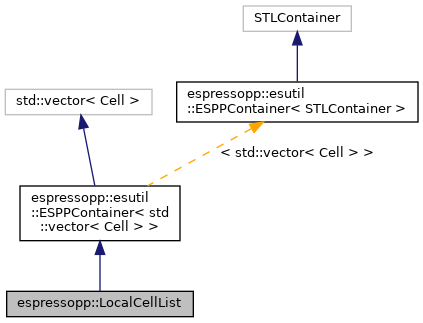 STLContainer
espressopp::esutil
::ESPPContainer< STLContainer >
std::vector< Cell >
< std::vector< Cell > >
espressopp::esutil
::ESPPContainer< std
::vector< Cell > >
espressopp::LocalCellList